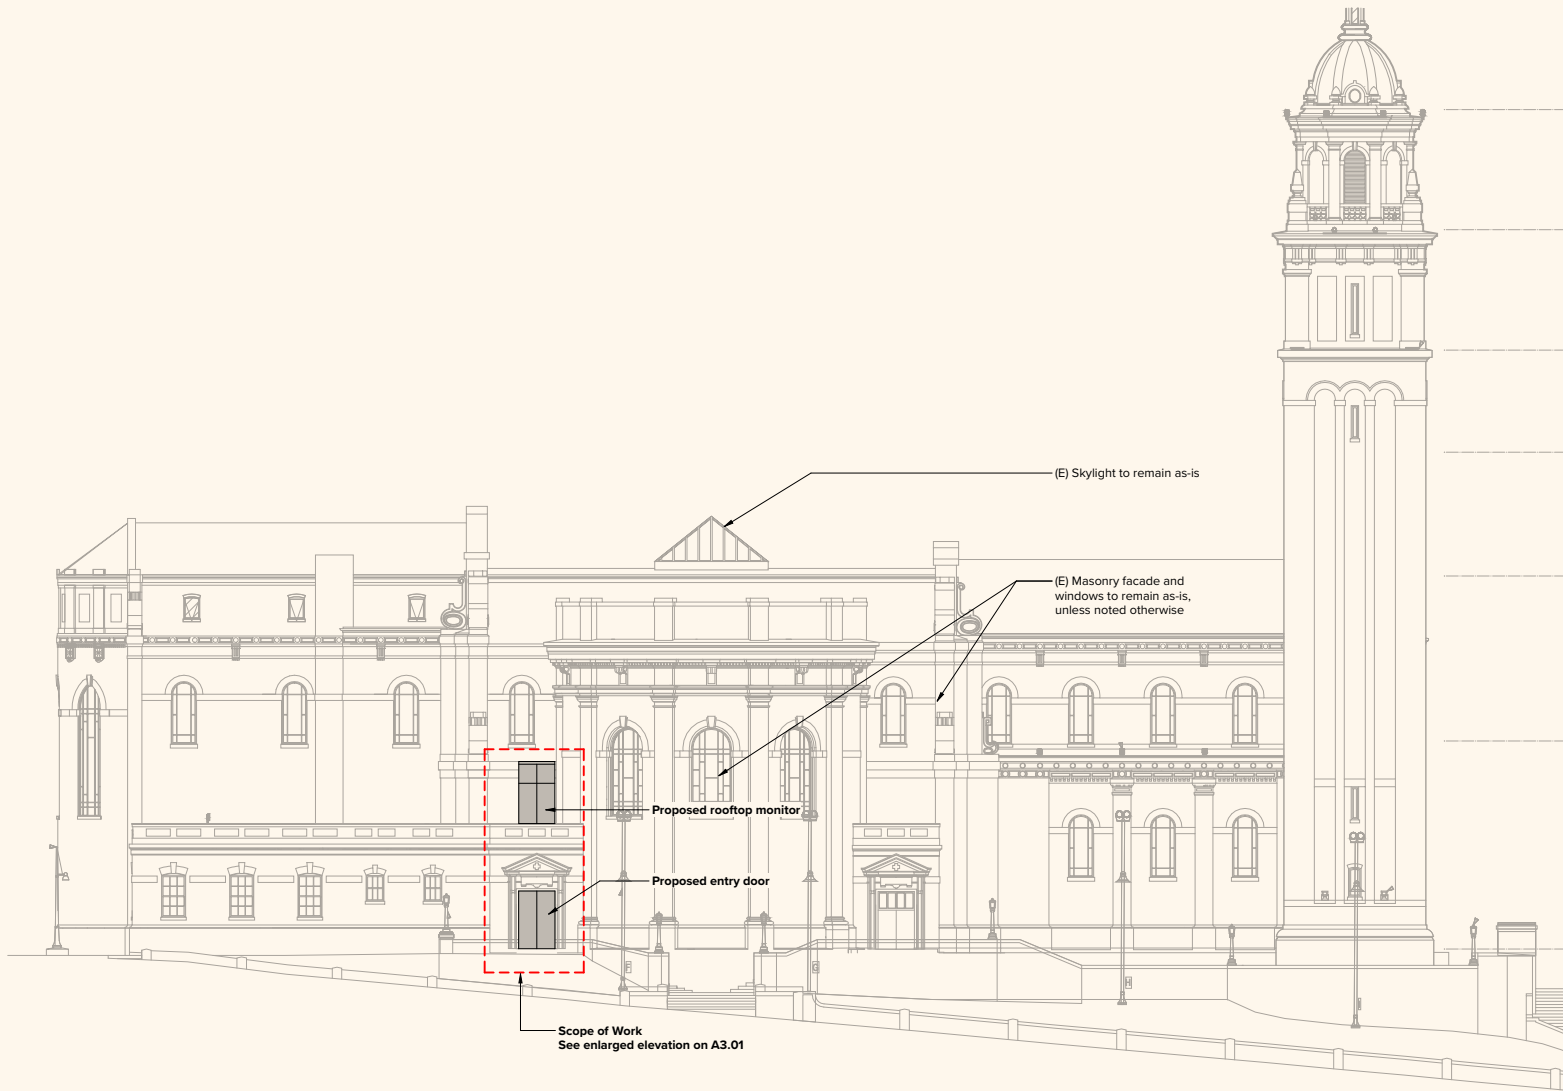 (E) Skylight to remain as-is
(E) Masonry facade and
windows to remain as-is,
unless noted otherwise
Proposed rooftop monitor
Proposed entry door
Scope of Work
See enlarged elevation on A3.01